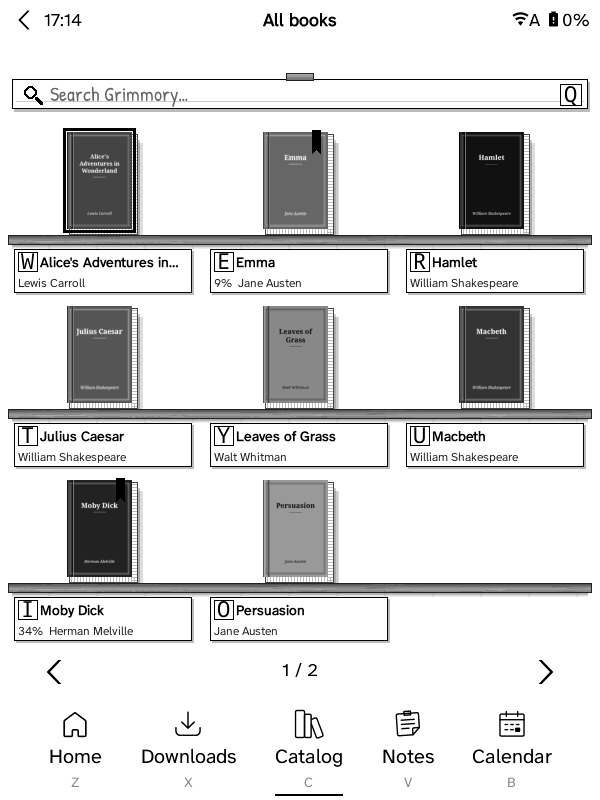 17:14 All books A 0%
Search Grimmory... Q
Alice's
Adventures in
Wonderland
Lewis Carroll
Emma
Jane Austen
Hamlet
William Shakespeare
W Alice's Adventures in...
Lewis Carroll
E Emma
9% Jane Austen
R Hamlet
William Shakespeare
Julius Caesar
William Shakespeare
Leaves of
Grass
Walt Whitman
Macbeth
William Shakespeare
T Julius Caesar
William Shakespeare
Y Leaves of Grass
Walt Whitman
U Macbeth
William Shakespeare
Moby Dick
Herman Melville
Persuasion
Jane Austen
I Moby Dick
34% Herman Melville
O Persuasion
Jane Austen
1 / 2
Home Downloads Catalog Notes Calendar
Z X C V B